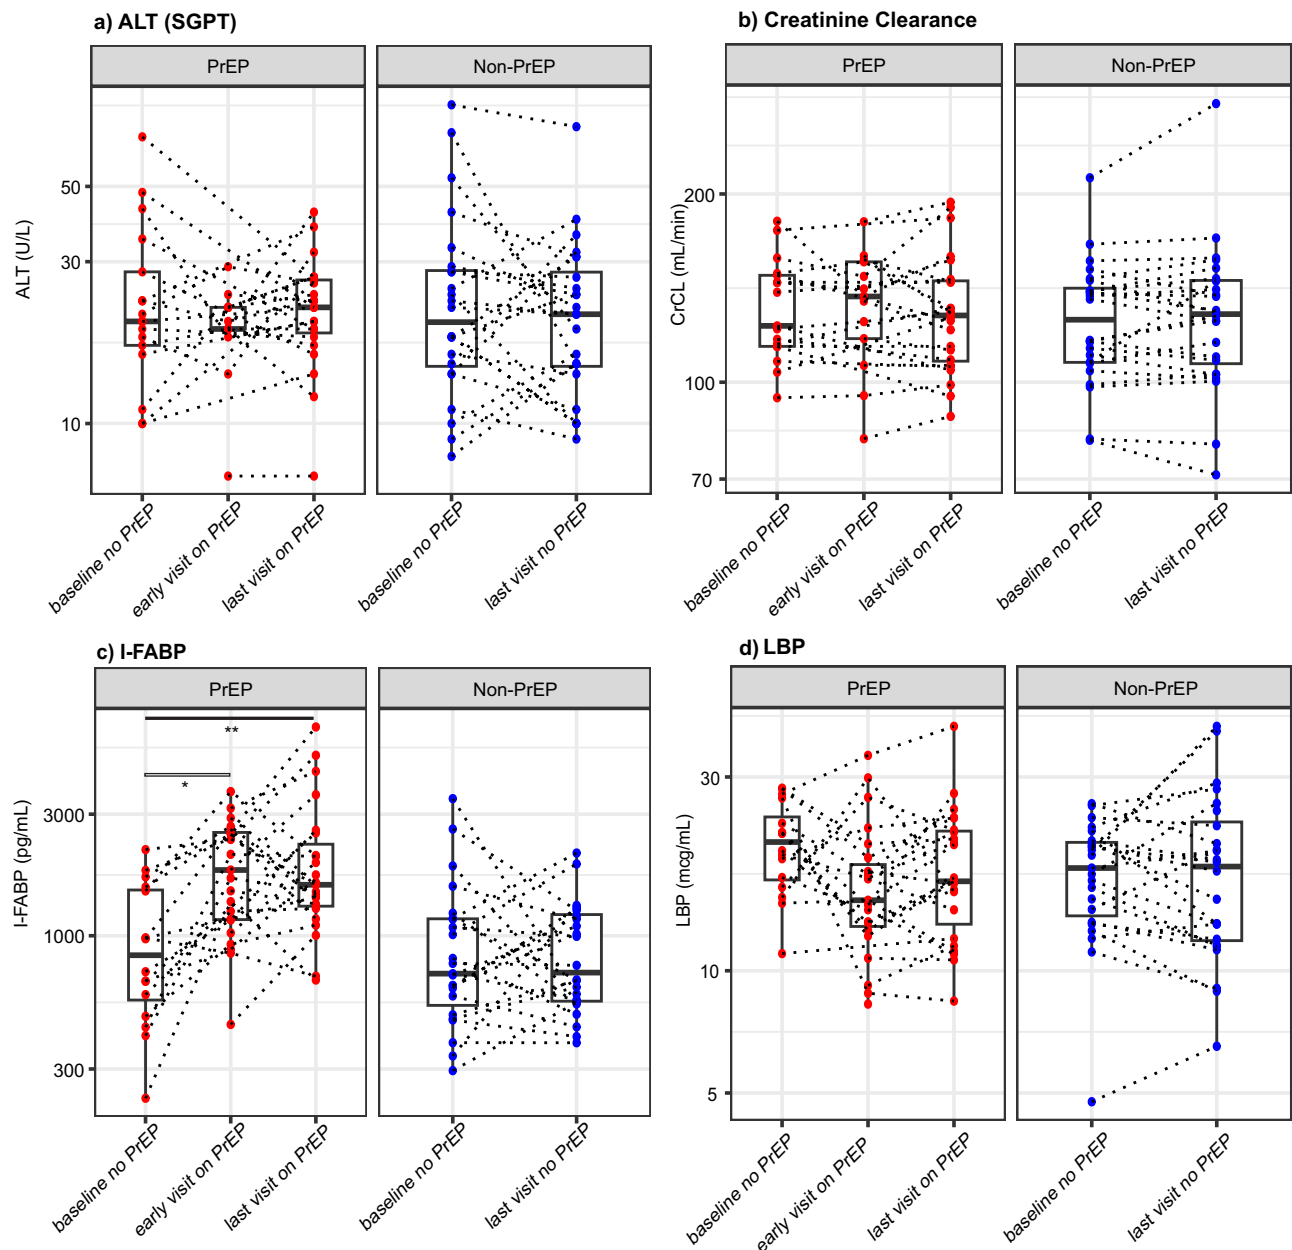 a) ALT (SGPT)
PrEP
Non-PrEP
ALT (U/L)
50
30
10
baseline no PrEP
early visit on PrEP
last visit on PrEP
baseline no PrEP
last visit no PrEP
b) Creatinine Clearance
PrEP
Non-PrEP
CrCL (mL/min)
200
100
70
baseline no PrEP
early visit on PrEP
last visit on PrEP
baseline no PrEP
last visit no PrEP
c) I-FABP
PrEP
Non-PrEP
I-FABP (pg/mL)
3000
1000
300
**
*
baseline no PrEP
early visit on PrEP
last visit on PrEP
baseline no PrEP
last visit no PrEP
d) LBP
PrEP
Non-PrEP
LBP (mcg/mL)
30
10
5
baseline no PrEP
early visit on PrEP
last visit on PrEP
baseline no PrEP
last visit no PrEP